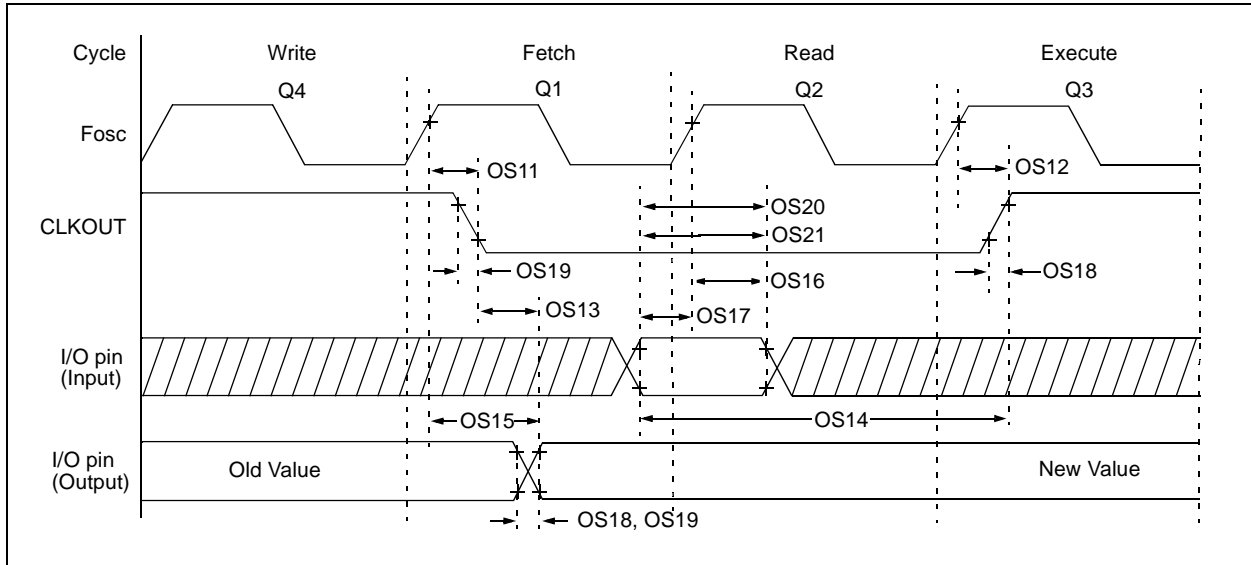 Cycle Write Fetch Read Execute
Q4 Q1 Q2 Q3
Fosc
OS11 OS12
OS20
CLKOUT OS21
OS19 OS16 OS18
OS13 OS17
I/O pin
(Input)
OS15 OS14
I/O pin
(Output) Old Value New Value
OS18, OS19